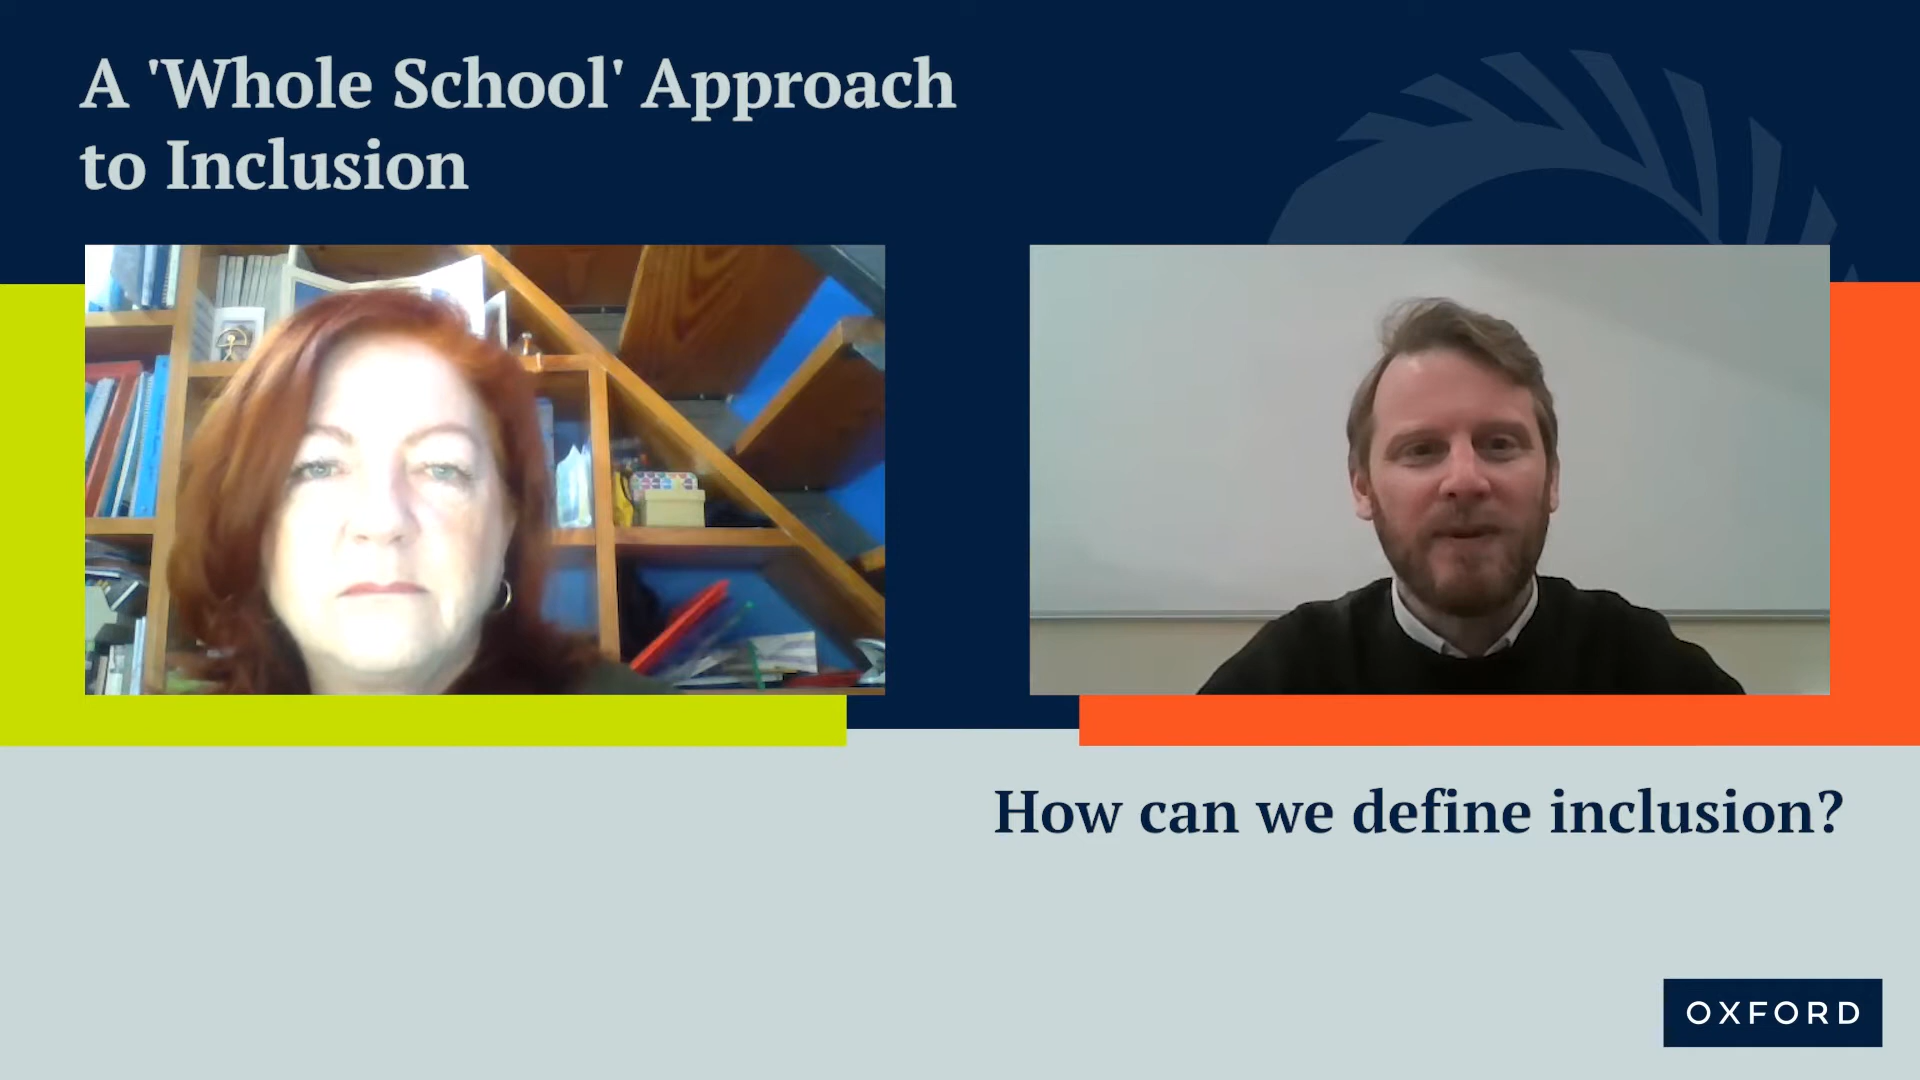 A 'Whole School' Approach
to Inclusion
How can we define inclusion?
OXFORD